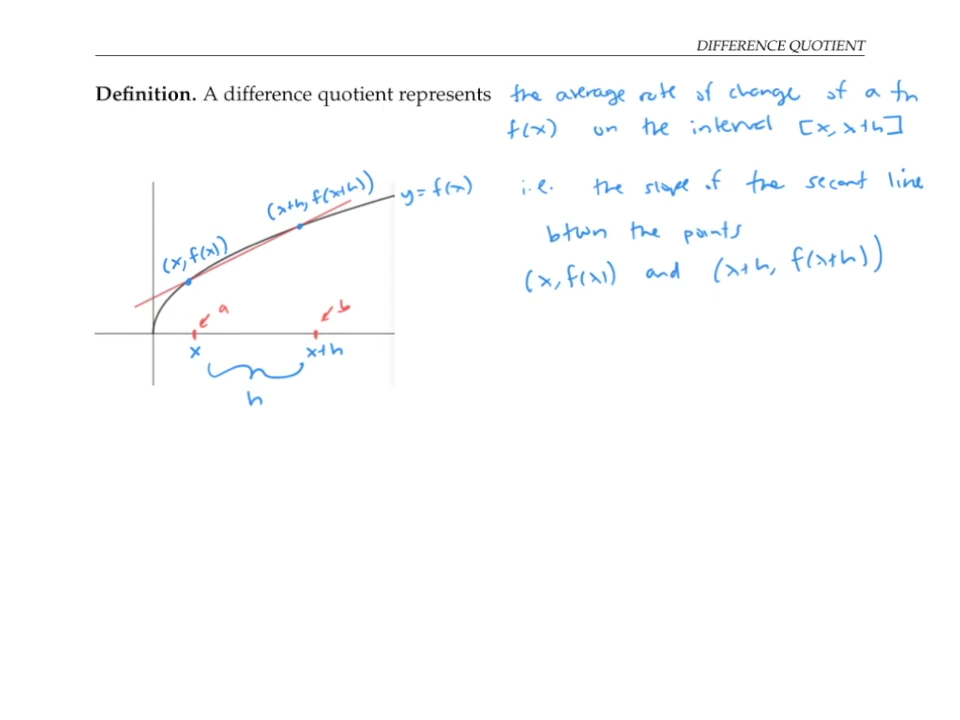 DIFFERENCE QUOTIENT
Definition. A difference quotient represents the average rate of change of a fn
f(x) on the interval [x, x+h]
i.e. the slope of the secant line
btwn the points
(x, f(x)) and (x+h, f(x+h))
(x+h, f(x+h))
y = f(x)
(x, f(x))
a
b
x
x+h
h